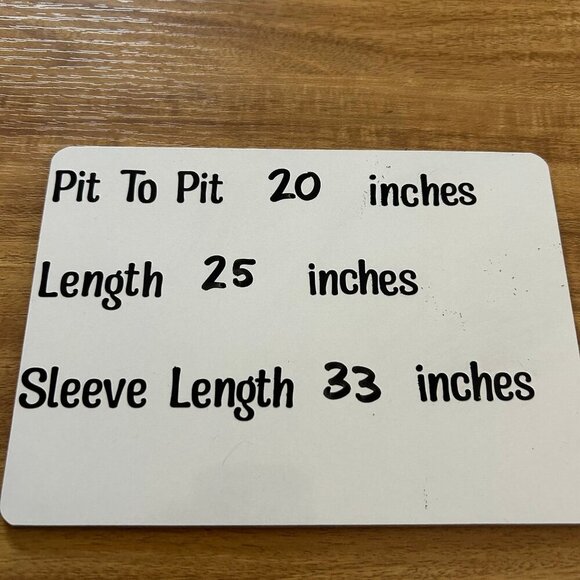 Pit To Pit 20 inches
Length 25 inches
Sleeve Length 33 inches